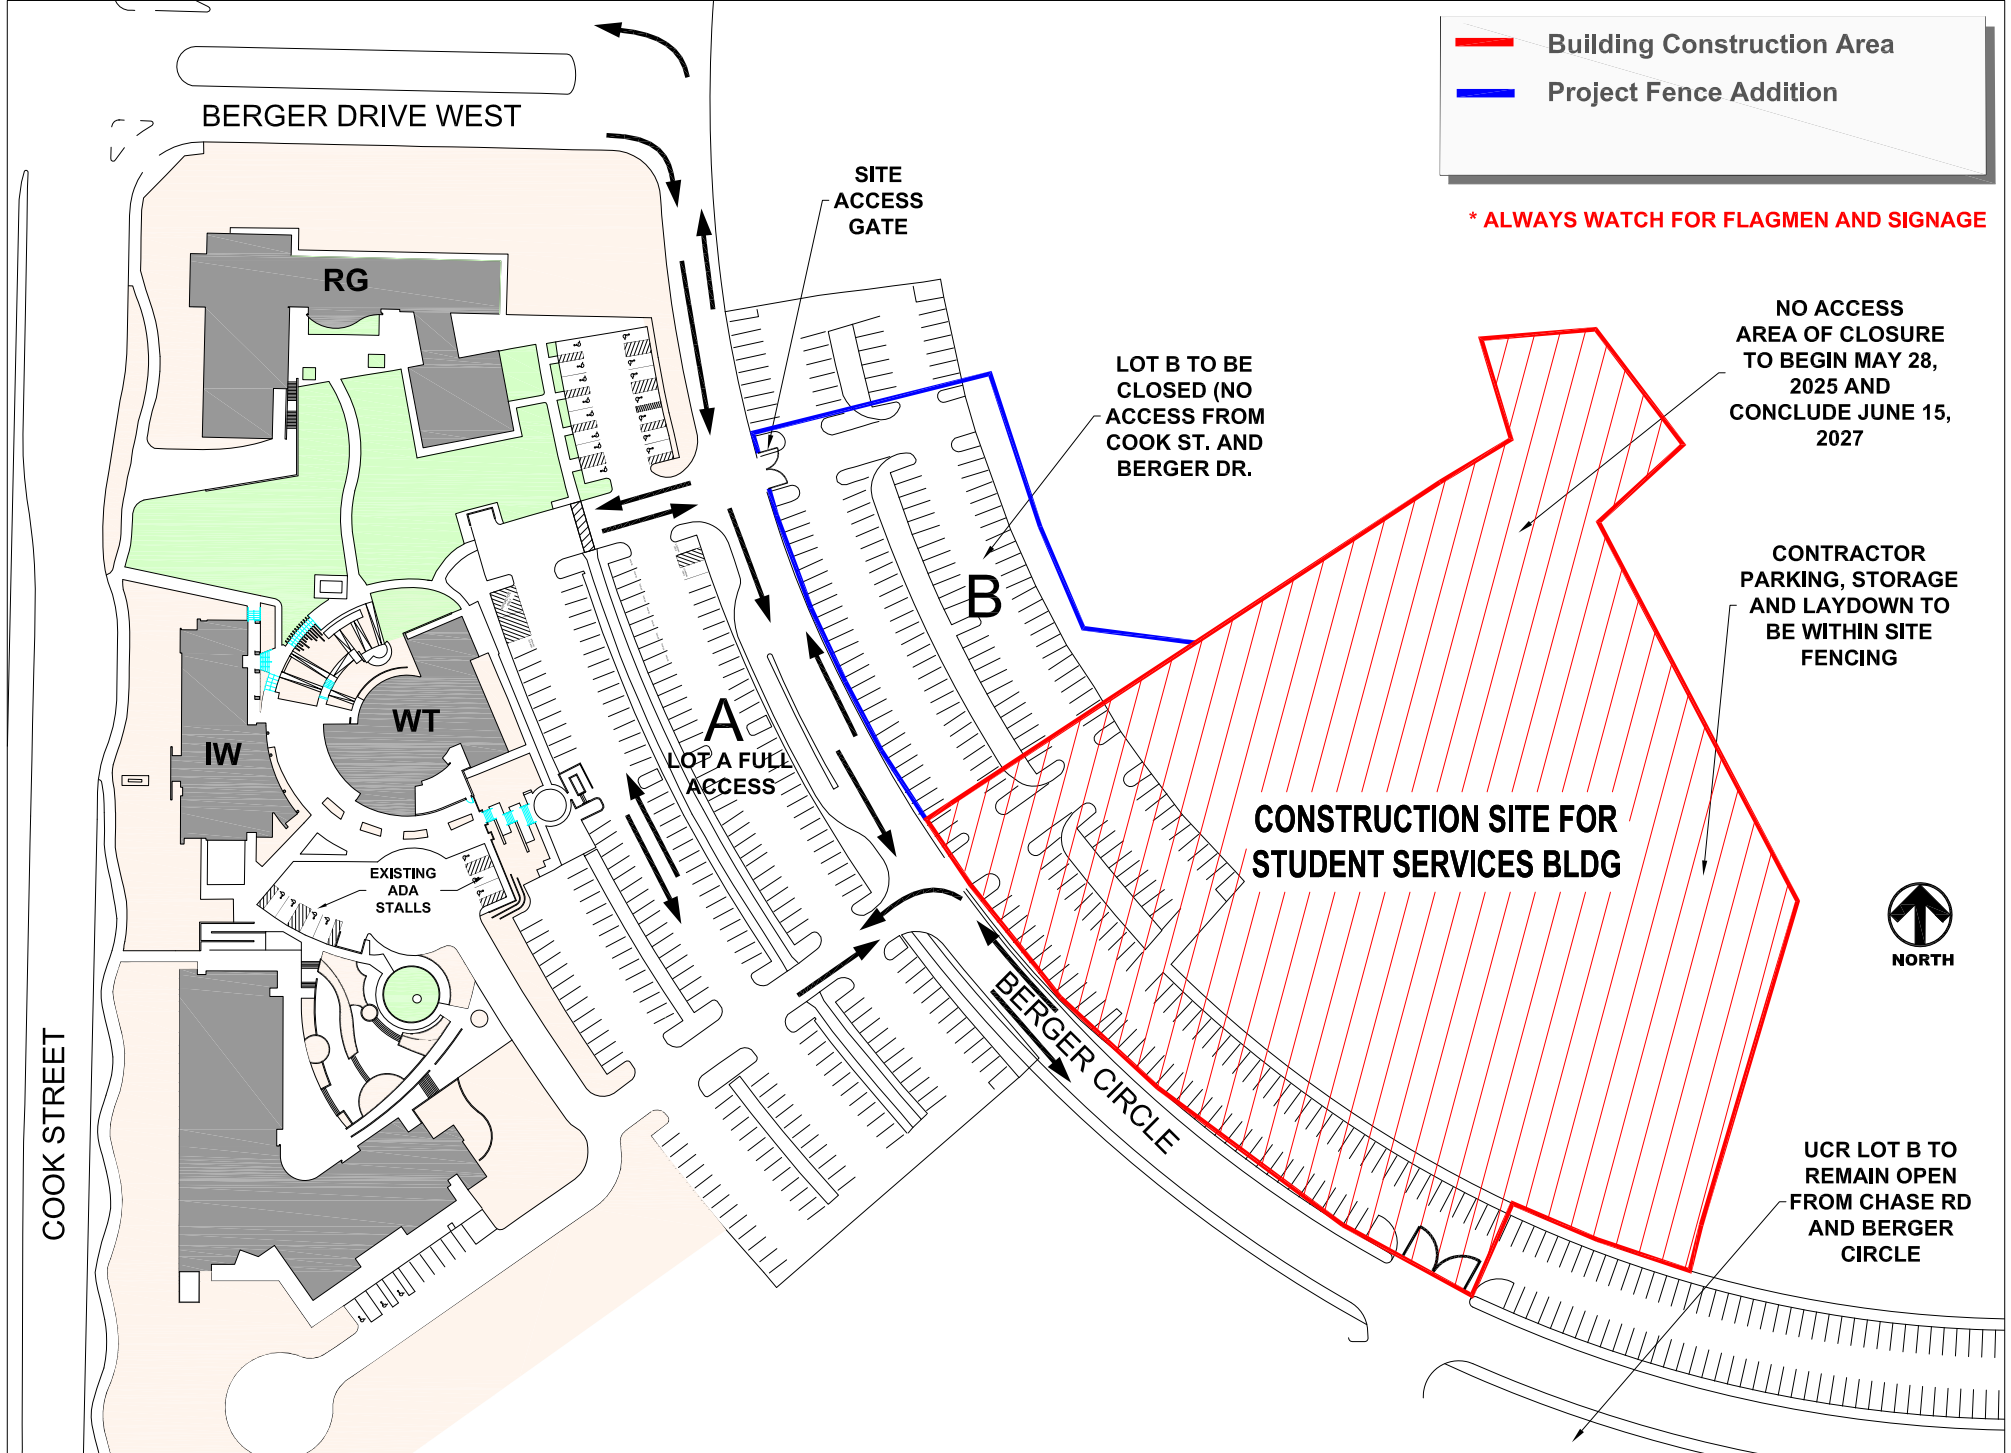 Building Construction Area
Project Fence Addition
* ALWAYS WATCH FOR FLAGMEN AND SIGNAGE
BERGER DRIVE WEST
SITE
ACCESS
GATE
RG
NO ACCESS
AREA OF CLOSURE
TO BEGIN MAY 28,
2025 AND
CONCLUDE JUNE 15,
2027
LOT B TO BE
CLOSED (NO
ACCESS FROM
COOK ST. AND
BERGER DR.
B
CONTRACTOR
PARKING, STORAGE
AND LAYDOWN TO
BE WITHIN SITE
FENCING
IW
WT
A
LOT A FULL
ACCESS
CONSTRUCTION SITE FOR
STUDENT SERVICES BLDG
EXISTING
ADA
STALLS
NORTH
BERGER CIRCLE
COOK STREET
UCR LOT B TO
REMAIN OPEN
FROM CHASE RD
AND BERGER
CIRCLE